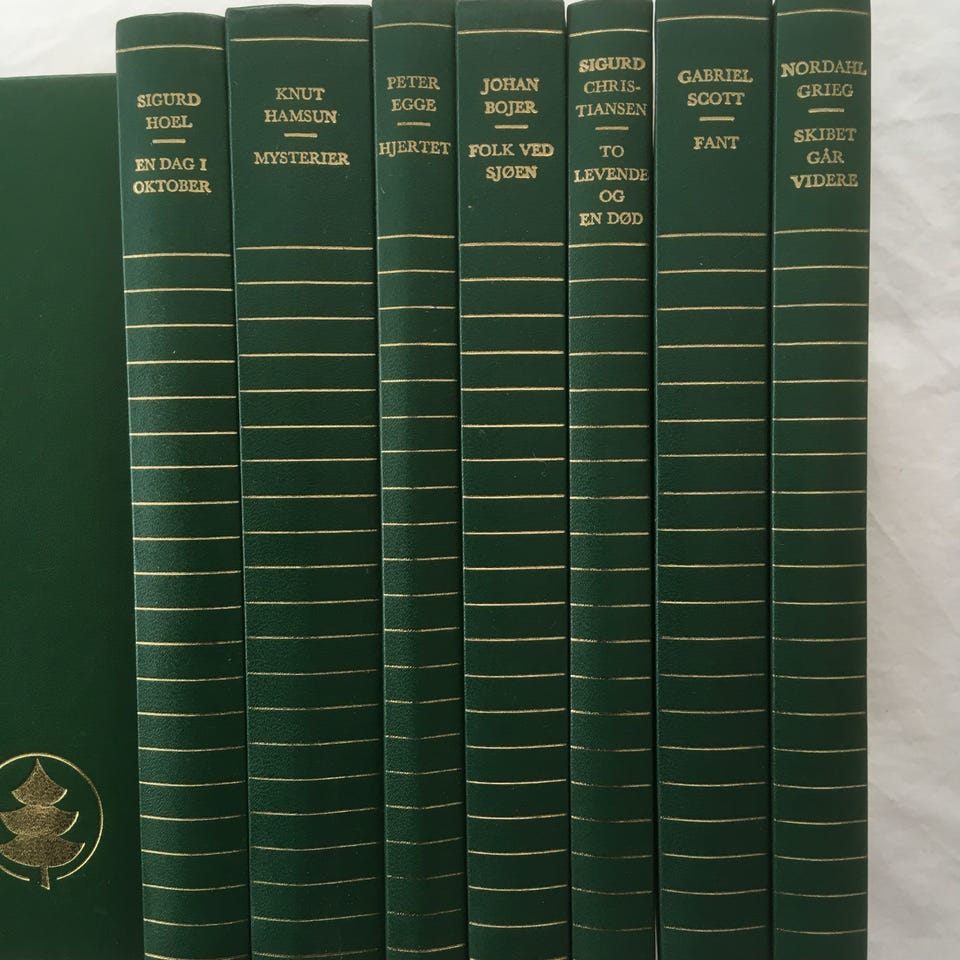 SIGURD
HOEL
EN DAG I
OKTOBER
KNUT
HAMSUN
MYSTERIER
PETER
EGGE
HJERTET
JOHAN
BOJER
FOLK VED
SJØEN
SIGURD
CHRIS-
TIANSEN
TO
LEVENDE
OG
EN DØD
GABRIEL
SCOTT
FANT
NORDAHL
GRIEG
SKIBET
GÅR
VIDERE